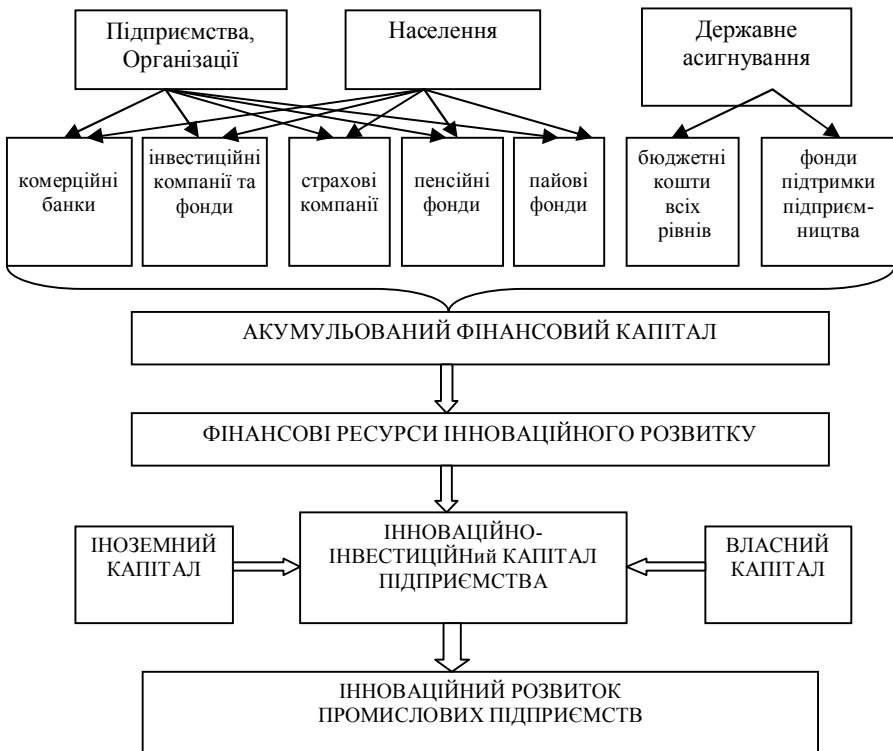 Підприємства,
Організації
Населення
Державне
асигнування
комерційні
банки
інвестиційні
компанії та
фонди
страхові
компанії
пенсійні
фонди
пайові
фонди
бюджетні
кошти
всіх
рівнів
фонди
підтримки
підприєм-
ництва
АКУМУЛЬОВАНИЙ ФІНАНСОВИЙ КАПІТАЛ
ФІНАНСОВІ РЕСУРСИ ІННОВАЦІЙНОГО РОЗВИТКУ
ІНОЗЕМНИЙ
КАПІТАЛ
ІННОВАЦІЙНО-
ІНВЕСТИЦІЙНий КАПІТАЛ
ПІДПРИЄМСТВА
ВЛАСНИЙ
КАПІТАЛ
ІННОВАЦІЙНИЙ РОЗВИТОК
ПРОМИСЛОВИХ ПІДПРИЄМСТВ